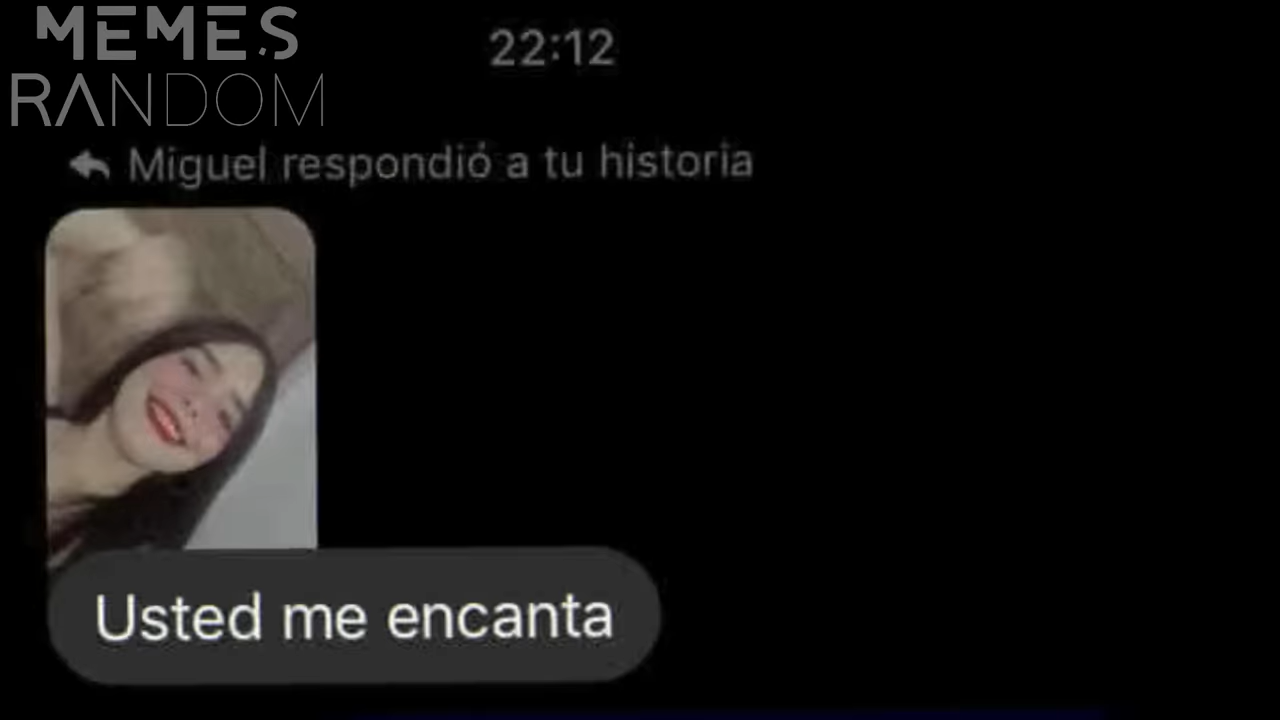 MEMES
RANDOM
22:12
Miguel respondió a tu historia
Usted me encanta